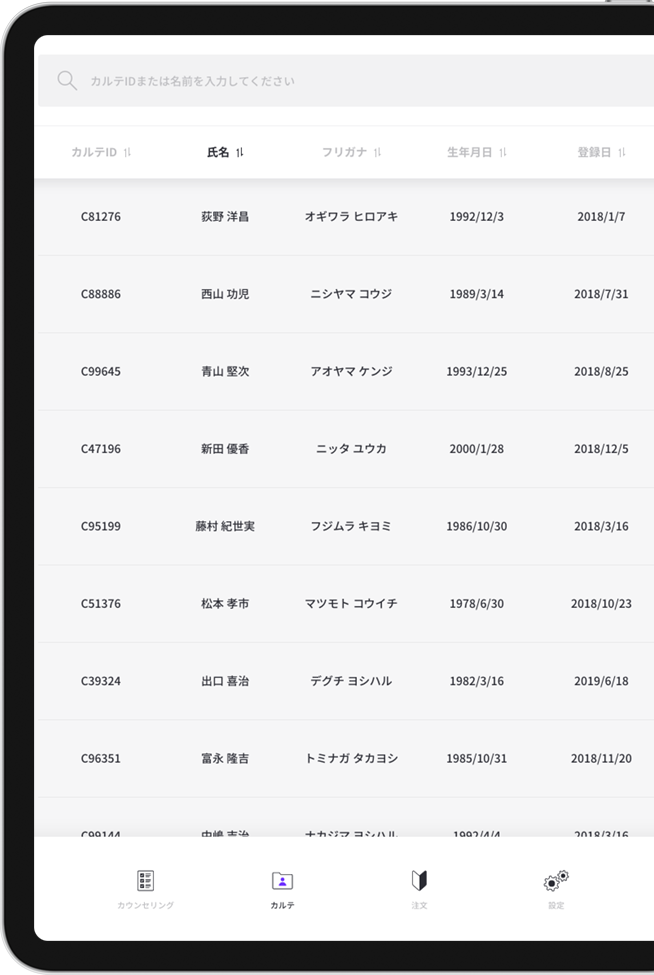 カルテIDまたは名前を入力してください
カルテID 氏名 フリガナ 生年月日 登録日
C81276 荻野 洋昌 オギワラ ヒロアキ 1992/12/3 2018/1/7
C88886 西山 功児 ニシヤマ コウジ 1989/3/14 2018/7/31
C99645 青山 堅次 アオヤマ ケンジ 1993/12/25 2018/8/25
C47196 新田 優香 ニッタ ユウカ 2000/1/28 2018/12/5
C95199 藤村 紀世実 フジムラ キヨミ 1986/10/30 2018/3/16
C51376 松本 孝市 マツモト コウイチ 1978/6/30 2018/10/23
C39324 出口 喜治 デグチ ヨシハル 1982/3/16 2019/6/18
C96351 富永 隆吉 トミナガ タカヨシ 1985/10/31 2018/11/20
C99144 ナカジマ ヨシハル 1992/4/4 2018/3/16
カウンセリング カルテ 注文 設定